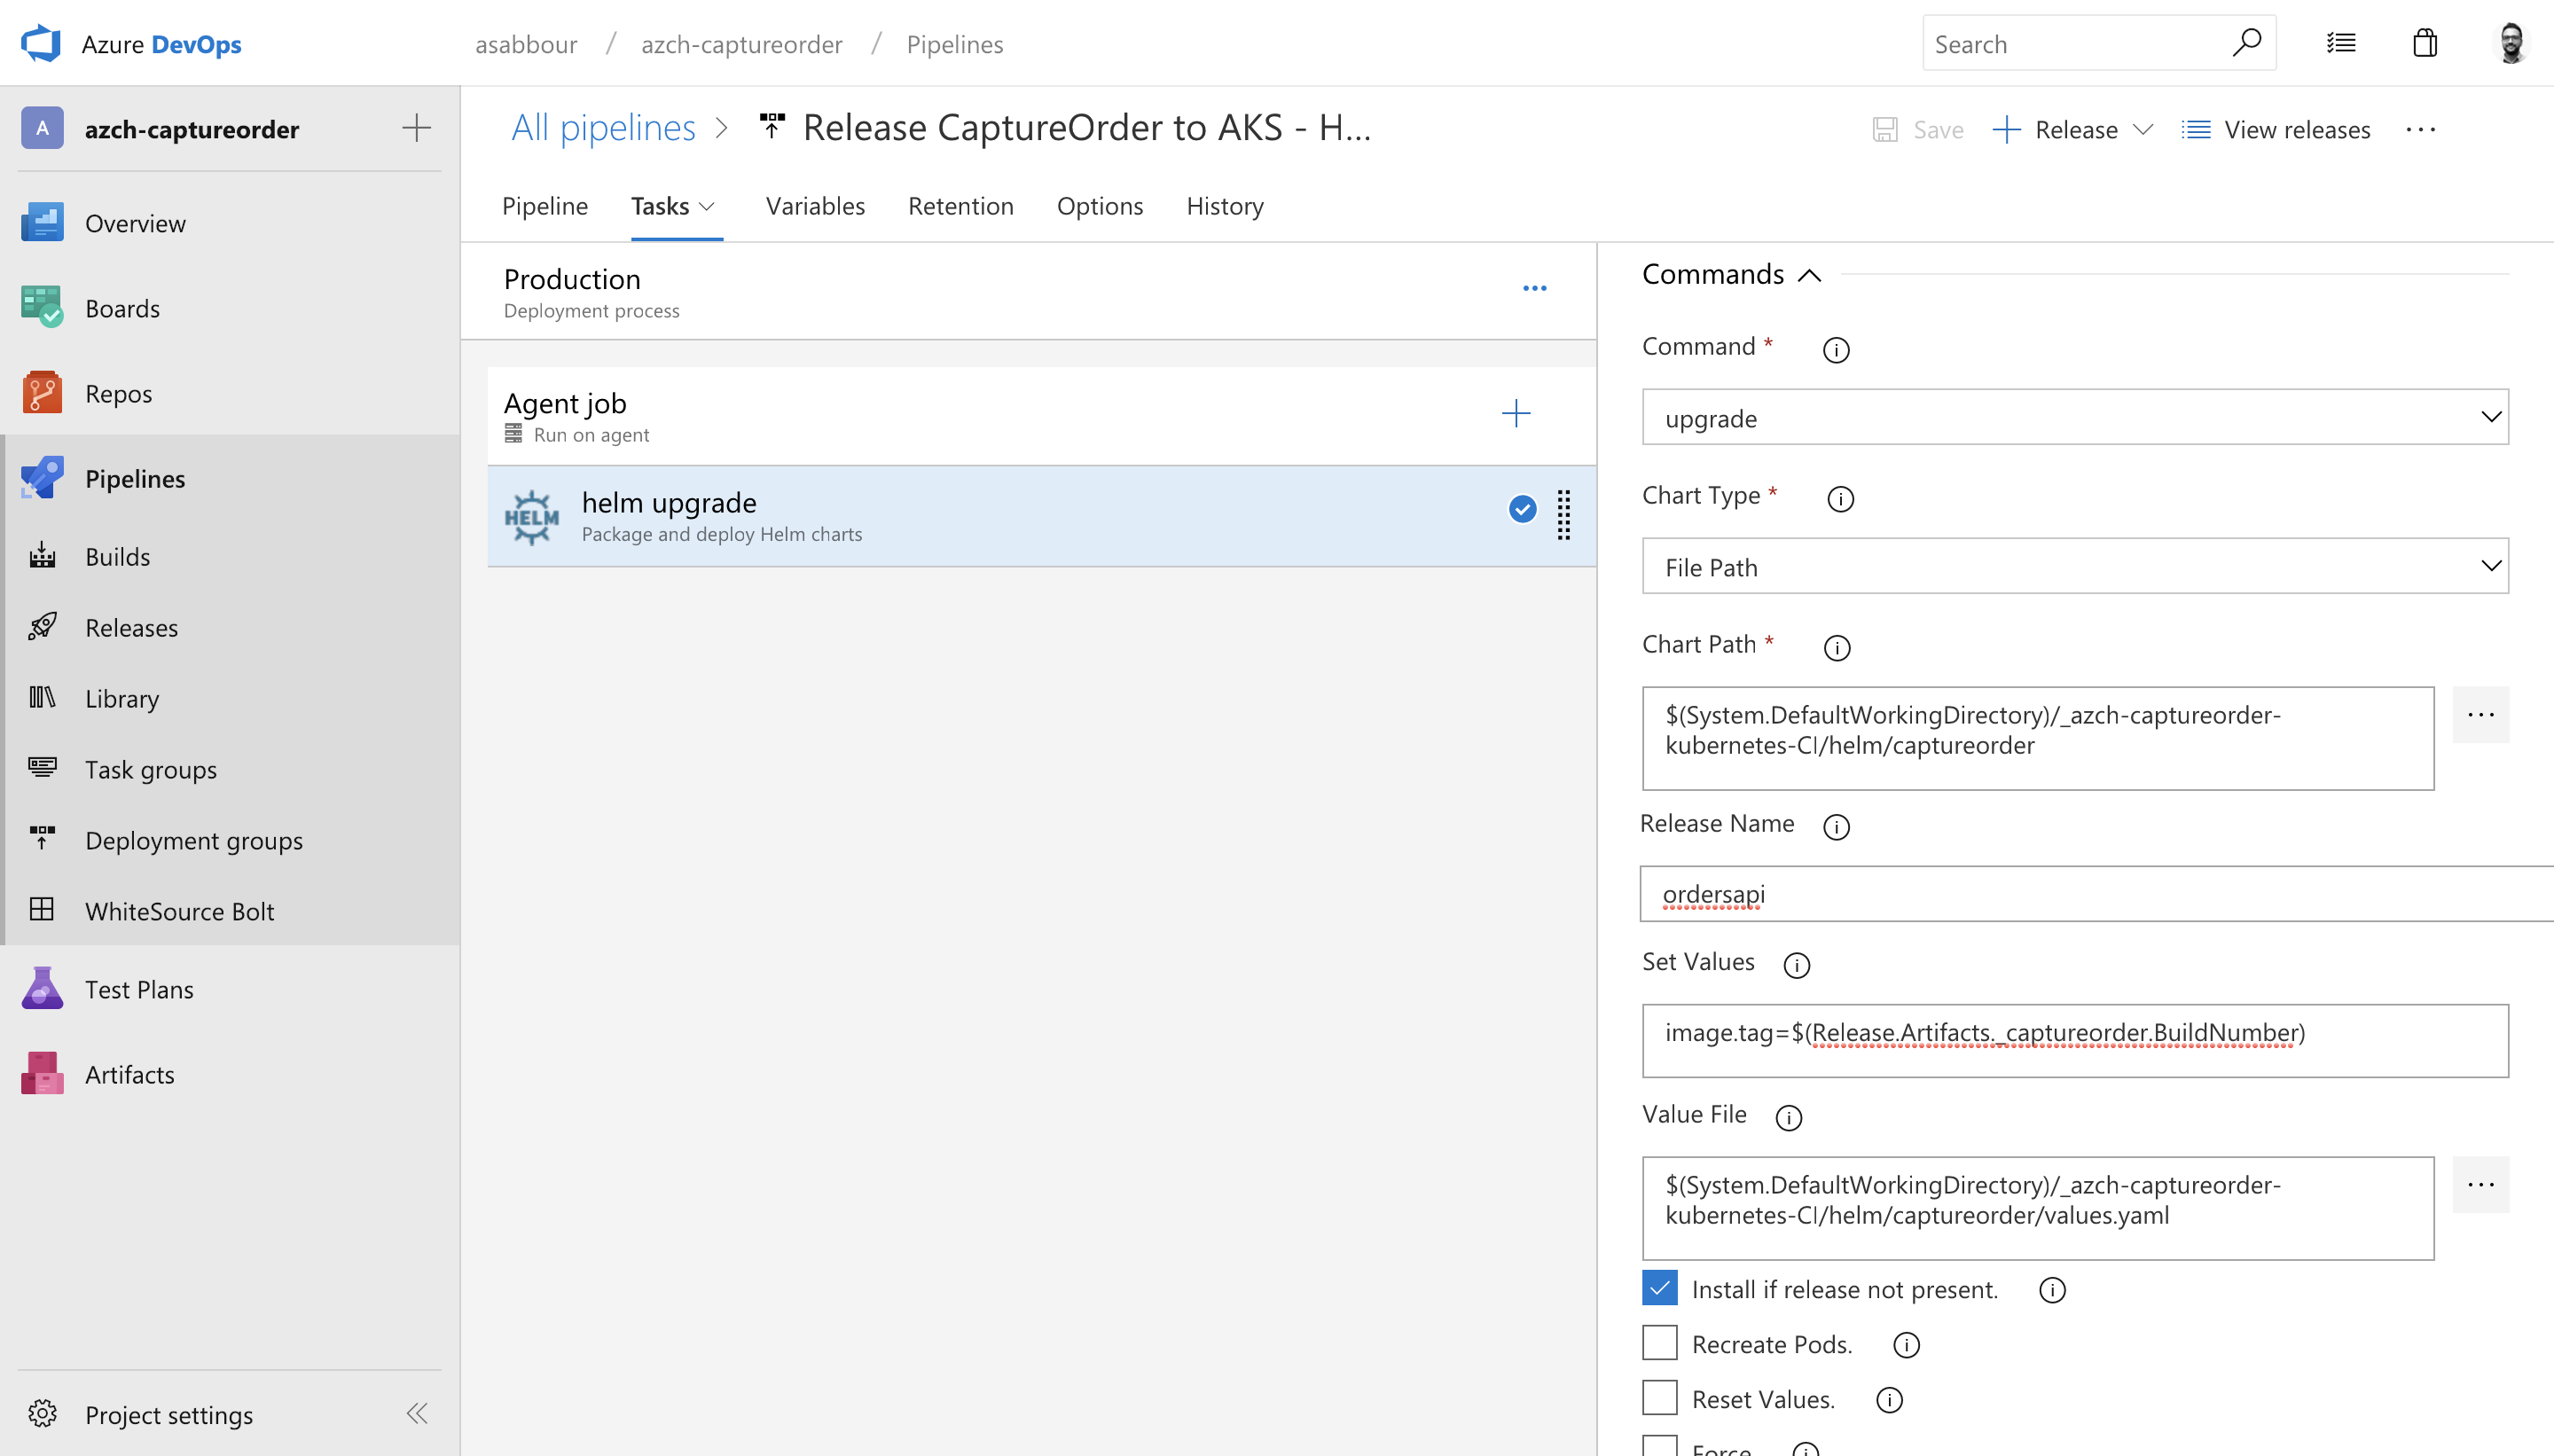 Azure DevOps
asabbour / azch-captureorder / Pipelines
Search
A
azch-captureorder
Overview
Boards
Repos
Pipelines
Builds
Releases
Library
Task groups
Deployment groups
WhiteSource Bolt
Test Plans
Artifacts
Project settings
All pipelines > Release CaptureOrder to AKS - H...
Save
Release
View releases
Pipeline
Tasks
Variables
Retention
Options
History
Production
Deployment process
Agent job
Run on agent
HELM
helm upgrade
Package and deploy Helm charts
Commands
Command *
upgrade
Chart Type *
File Path
Chart Path *
$(System.DefaultWorkingDirectory)/_azch-captureorder-
kubernetes-CI/helm/captureorder
Release Name
ordersapi
Set Values
image.tag=$(Release.Artifacts._captureorder.BuildNumber)
Value File
$(System.DefaultWorkingDirectory)/_azch-captureorder-
kubernetes-CI/helm/captureorder/values.yaml
Install if release not present.
Recreate Pods.
Reset Values.
Force